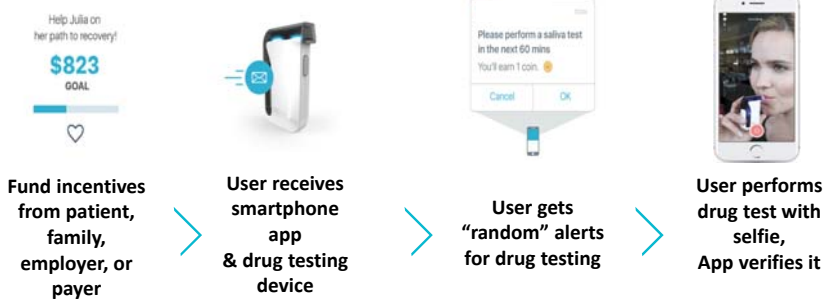 Help Julia on
her path to recovery!
$823
GOAL
Please perform a saliva test
in the next 60 mins
You'll earn 1 coin.
Cancel
OK
Fund incentives
from patient,
family,
employer, or
payer
User receives
smartphone
app
& drug testing
device
User gets
“random” alerts
for drug testing
User performs
drug test with
selfie,
App verifies it